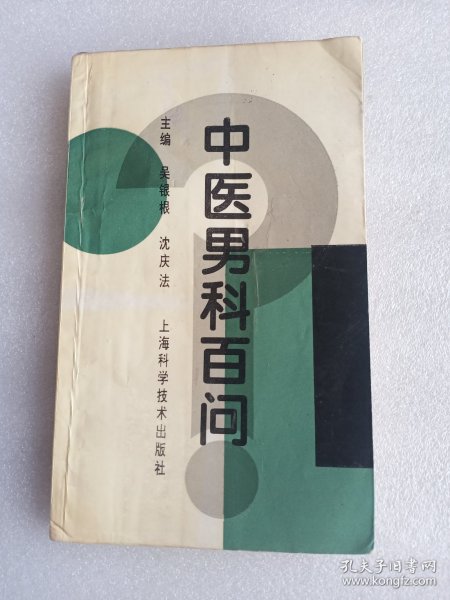 中医男科百问
主编 吴银根 沈庆法 上海科学技术出版社
孔夫子旧书网
www.kongfz.com